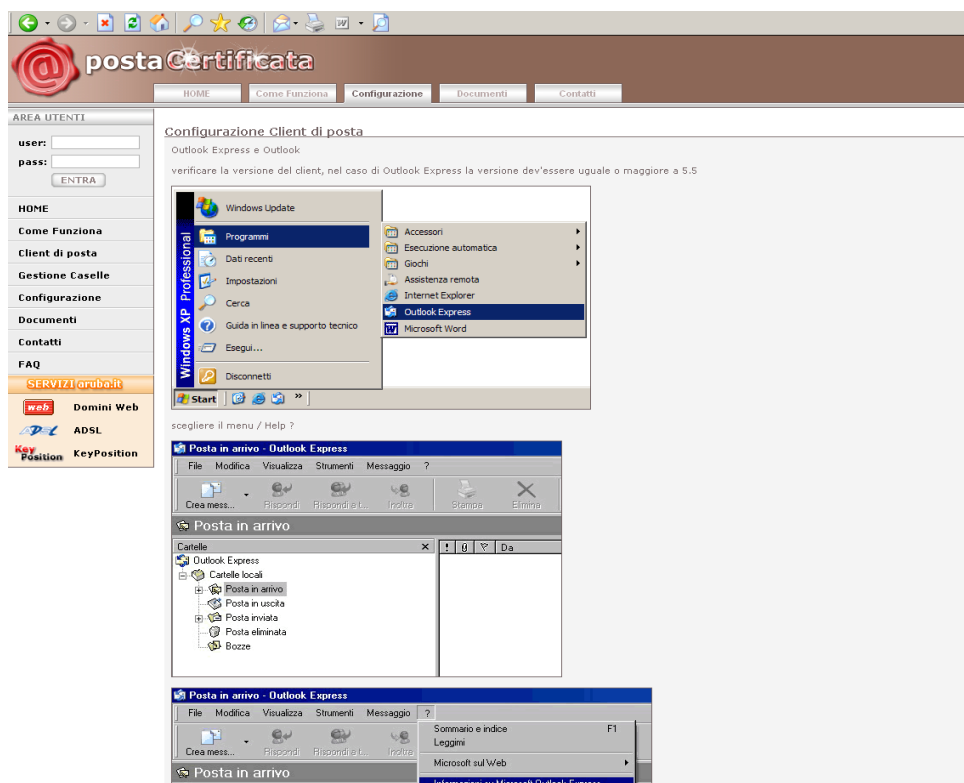 posta Certificata
HOME Come Funziona Configurazione Documenti Contatti
AREA UTENTI
user:
pass:
ENTRA
HOME
Come Funziona
Client di posta
Gestione Caselle
Configurazione
Documenti
Contatti
FAQ
SERVIZI aruba.it
web Domini Web
ADSL ADSL
Key Position KeyPosition
Configurazione Client di posta
Outlook Express e Outlook
verificare la versione del client, nel caso di Outlook Express la versione dev'essere uguale o maggiore a 5.5
Windows XP Professional
Windows Update
Programmi
Dati recenti
Impostazioni
Cerca
Guida in linea e supporto tecnico
Esegui...
Disconnetti
Accessori
Esecuzione automatica
Giochi
Assistenza remota
Internet Explorer
Outlook Express
Microsoft Word
Start »
scegliere il menu / Help ?
Posta in arrivo - Outlook Express
File Modifica Visualizza Strumenti Messaggio ?
Crea mess... Rispondi Rispondi a t... Inoltra Stampa Elimina
Posta in arrivo
Cartelle × ! Da
Outlook Express
Cartelle locali
Posta in arrivo
Posta in uscita
Posta inviata
Posta eliminata
Bozze
Posta in arrivo - Outlook Express
File Modifica Visualizza Strumenti Messaggio ?
Crea mess... Rispondi Rispondi a t... Inoltra
Posta in arrivo
Sommario e indice F1
Leggimi
Microsoft sul Web
Informazioni su Microsoft Outlook Express